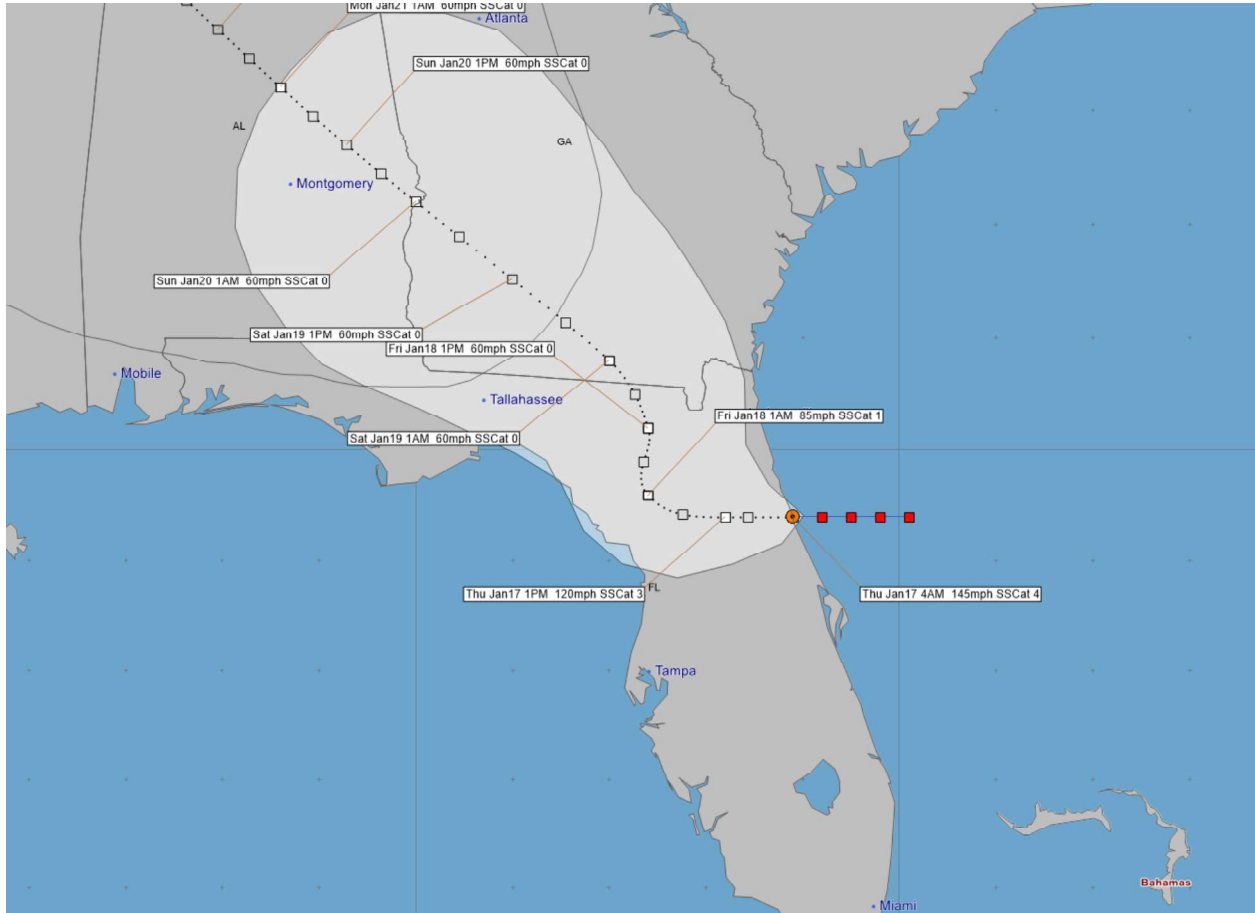 Mon Jan21 1AM 60mph SSCat 0
Atlanta
Sun Jan20 1PM 60mph SSCat 0
AL
GA
Montgomery
Sun Jan20 1AM 60mph SSCat 0
Sat Jan19 1PM 60mph SSCat 0
Fri Jan18 1PM 60mph SSCat 0
Mobile
Tallahassee
Fri Jan18 1AM 85mph SSCat 1
Sat Jan19 1AM 60mph SSCat 0
FL
Thu Jan17 1PM 120mph SSCat 3
Thu Jan17 4AM 145mph SSCat 4
Tampa
Bahamas
Miami